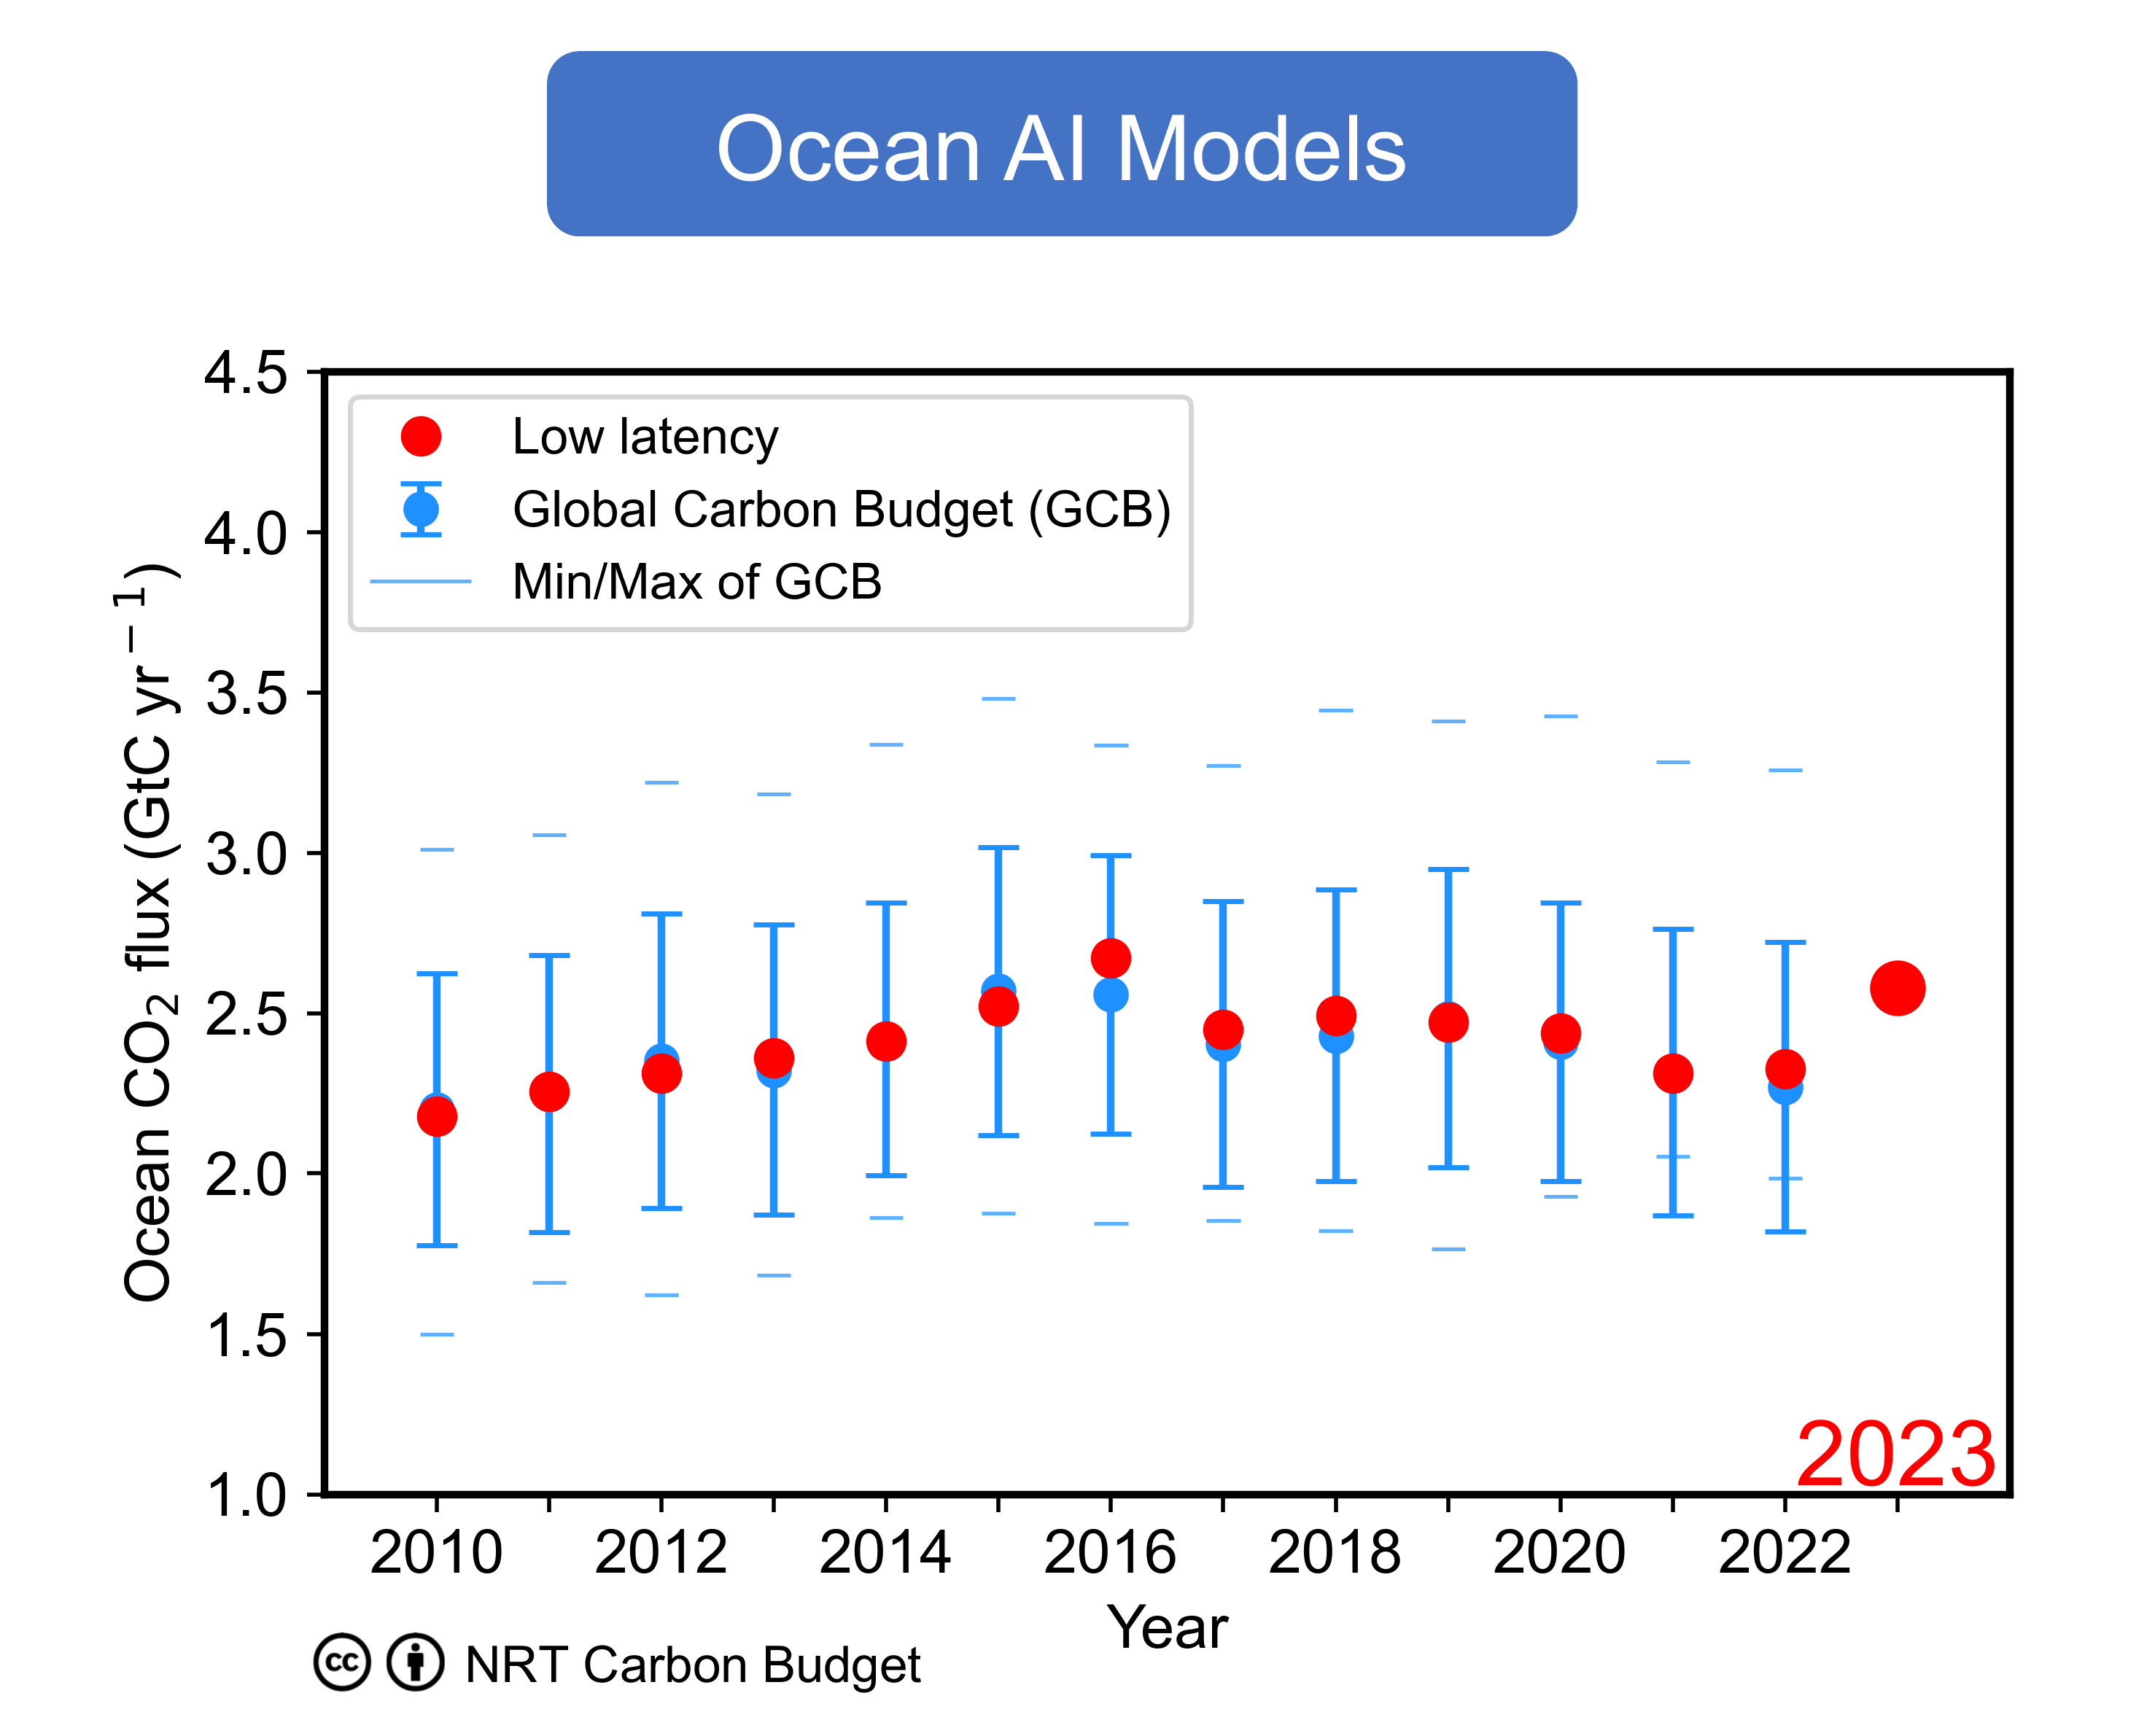 Ocean AI Models
4.5
4.0
3.5
3.0
2.5
2.0
1.5
1.0
Ocean CO₂ flux (GtC yr⁻¹)
Low latency
Global Carbon Budget (GCB)
Min/Max of GCB
2023
2010 2012 2014 2016 2018 2020 2022
Year
cc NRT Carbon Budget